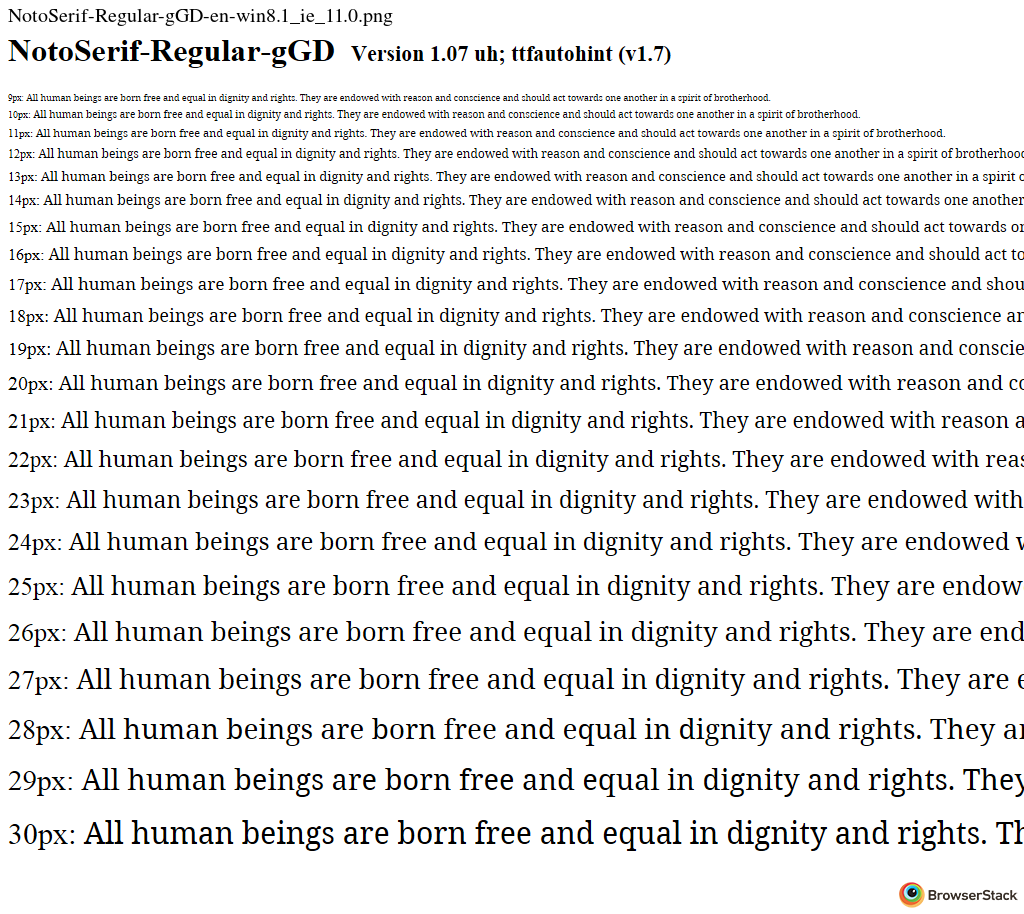 NotoSerif-Regular-gGD-en-win8.1_ie_11.0.png
NotoSerif-Regular-gGD Version 1.07 uh; ttfautohint (v1.7)
9px: All human beings are born free and equal in dignity and rights. They are endowed with reason and conscience and should act towards one another in a spirit of brotherhood.
10px: All human beings are born free and equal in dignity and rights. They are endowed with reason and conscience and should act towards one another in a spirit of brotherhood.
11px: All human beings are born free and equal in dignity and rights. They are endowed with reason and conscience and should act towards one another in a spirit of brotherhood.
12px: All human beings are born free and equal in dignity and rights. They are endowed with reason and conscience and should act towards one another in a spirit of brotherhoo
13px: All human beings are born free and equal in dignity and rights. They are endowed with reason and conscience and should act towards one another in a spirit
14px: All human beings are born free and equal in dignity and rights. They are endowed with reason and conscience and should act towards one another
15px: All human beings are born free and equal in dignity and rights. They are endowed with reason and conscience and should act towards o
16px: All human beings are born free and equal in dignity and rights. They are endowed with reason and conscience and should act to
17px: All human beings are born free and equal in dignity and rights. They are endowed with reason and conscience and shou
18px: All human beings are born free and equal in dignity and rights. They are endowed with reason and conscience a
19px: All human beings are born free and equal in dignity and rights. They are endowed with reason and conscie
20px: All human beings are born free and equal in dignity and rights. They are endowed with reason and c
21px: All human beings are born free and equal in dignity and rights. They are endowed with reason a
22px: All human beings are born free and equal in dignity and rights. They are endowed with reas
23px: All human beings are born free and equal in dignity and rights. They are endowed with
24px: All human beings are born free and equal in dignity and rights. They are endowed
25px: All human beings are born free and equal in dignity and rights. They are endow
26px: All human beings are born free and equal in dignity and rights. They are end
27px: All human beings are born free and equal in dignity and rights. They are
28px: All human beings are born free and equal in dignity and rights. They a
29px: All human beings are born free and equal in dignity and rights. They
30px: All human beings are born free and equal in dignity and rights. Th
BrowserStack